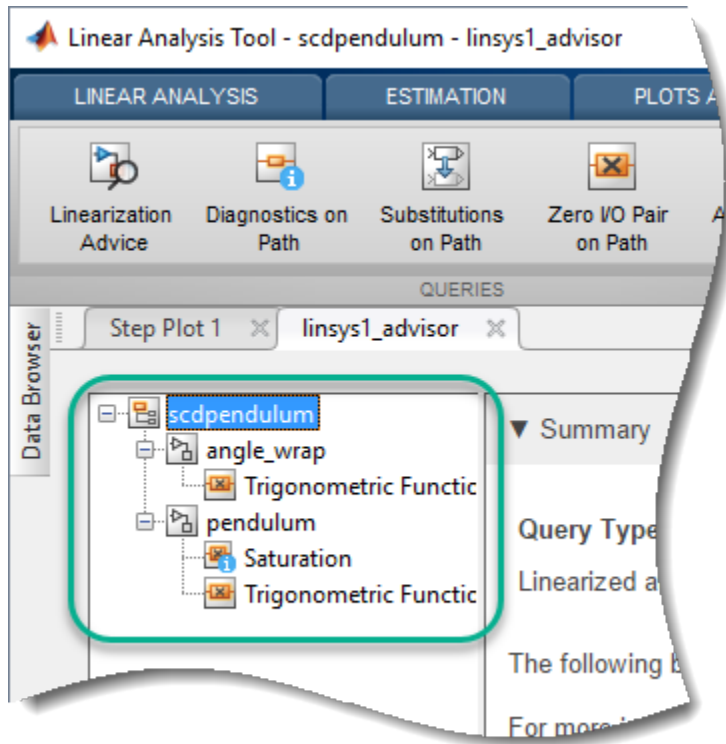 Linear Analysis Tool - scdpendulum - linsys1_advisor
LINEAR ANALYSIS ESTIMATION PLOTS
Linearization Advice
Diagnostics on Path
Substitutions on Path
Zero I/O Pair on Path
QUERIES
Data Browser
Step Plot 1 linsys1_advisor
scdpendulum
angle_wrap
Trigonometric Functic
pendulum
Saturation
Trigonometric Functic
Summary
Query Type
Linearized a
The following
For more